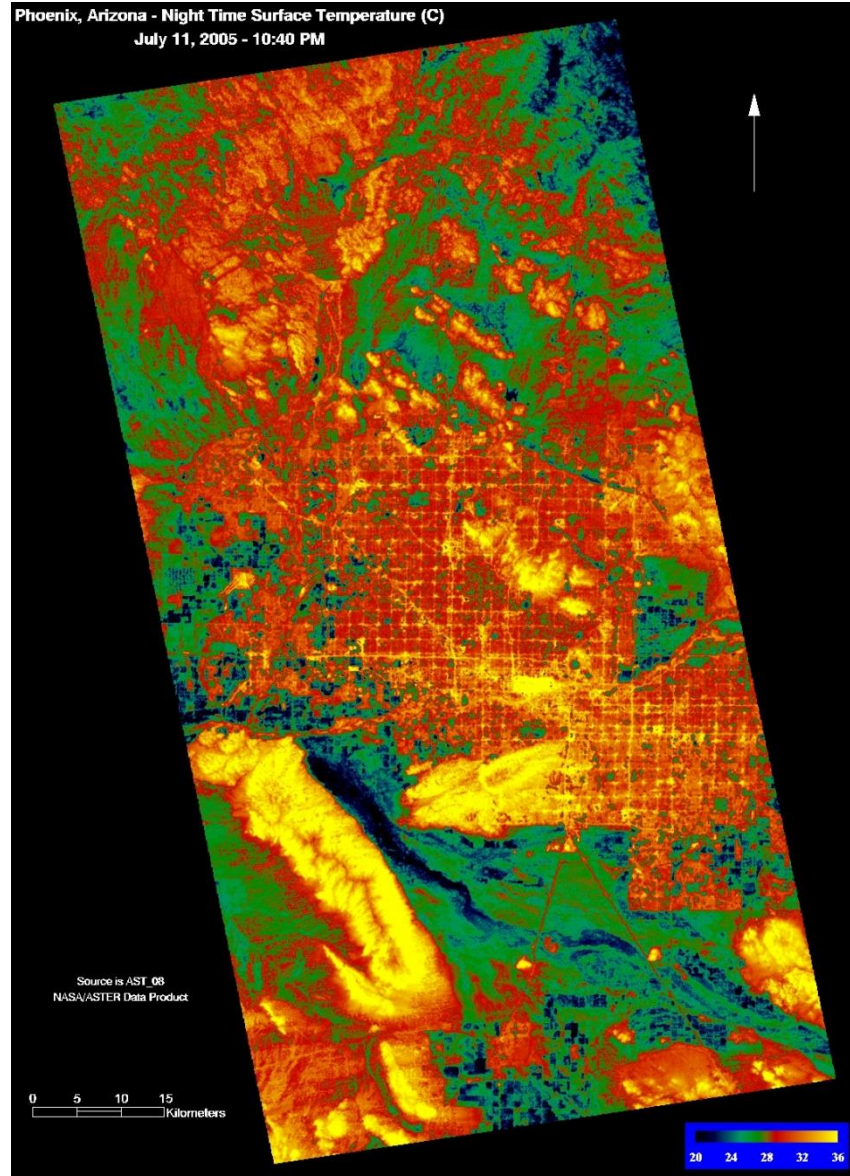 Phoenix, Arizona - Night Time Surface Temperature (C)
July 11, 2005 - 10:40 PM
Source is AST_08
NASA/ASTER Data Product
0 5 10 15
Kilometers
20 24 28 32 36